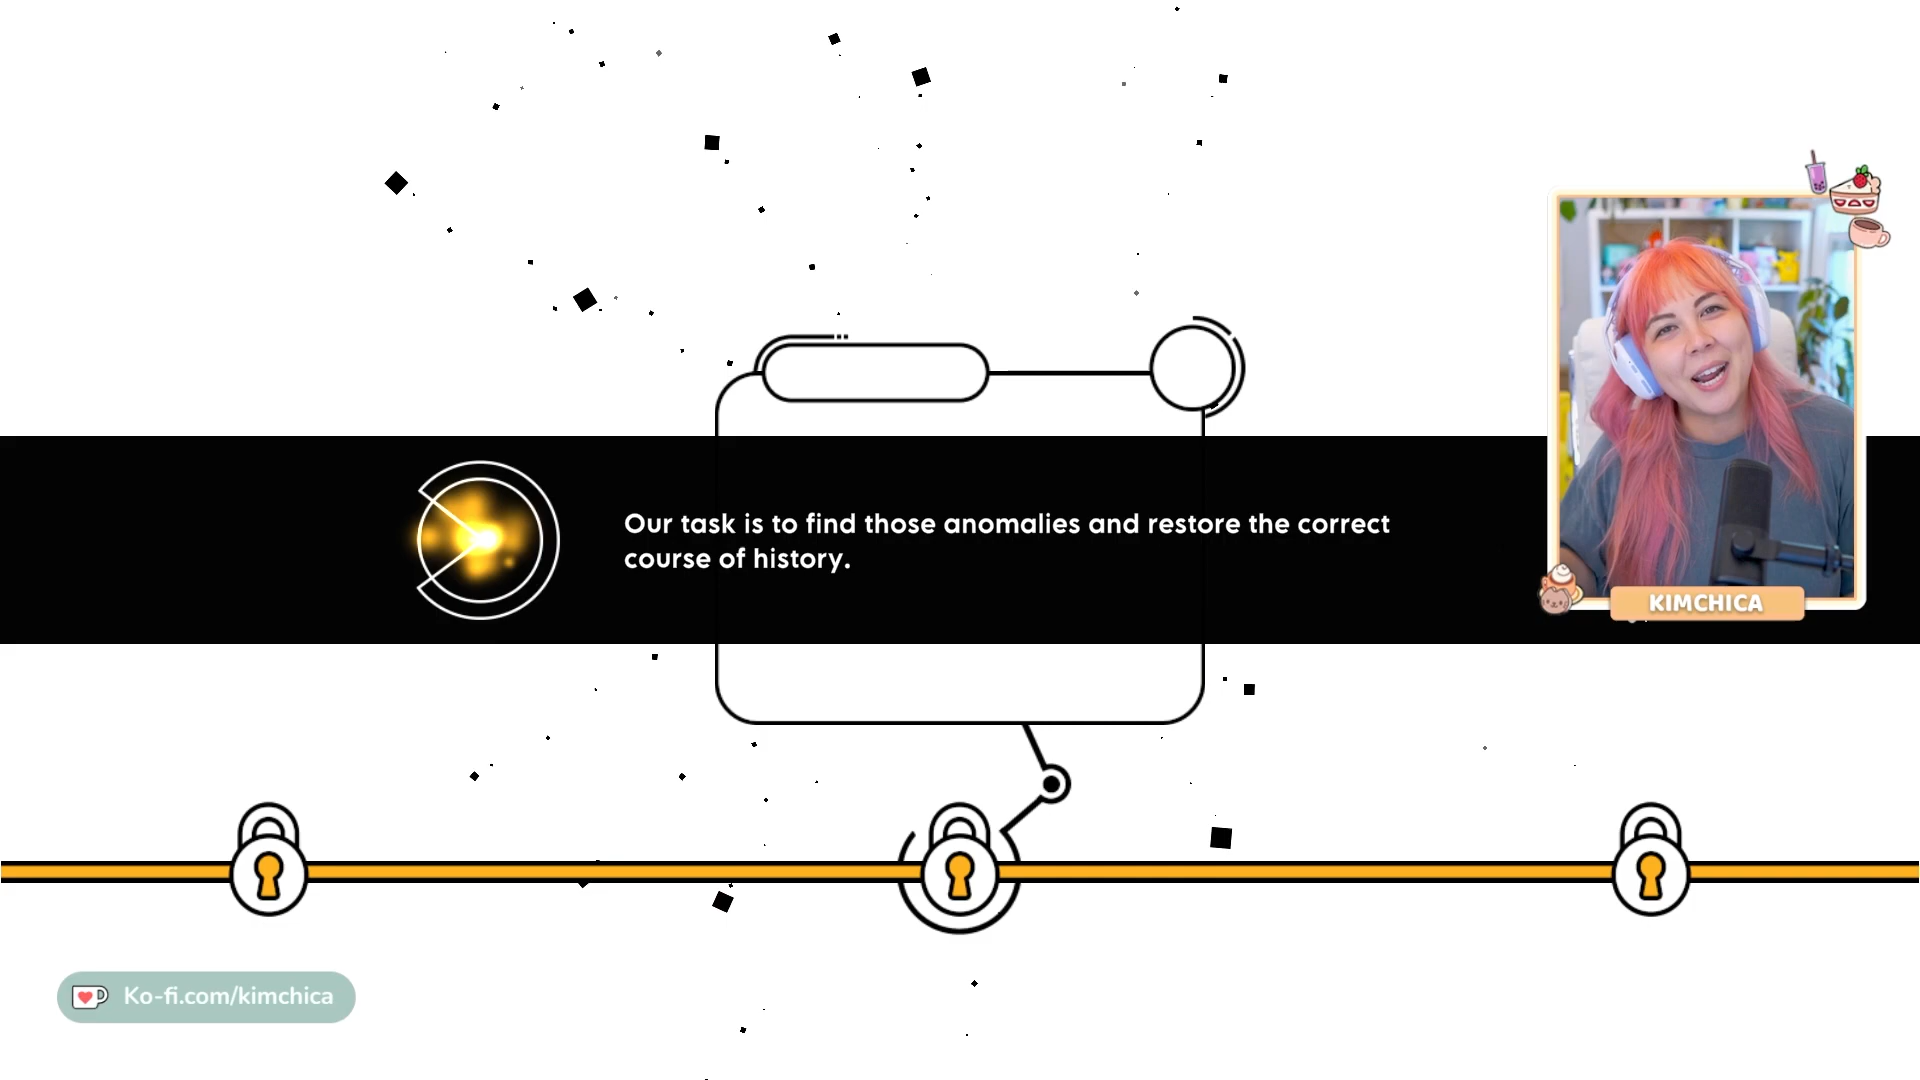 Our task is to find those anomalies and restore the correct
course of history.
KIMCHICA
Ko-fi.com/kimchica